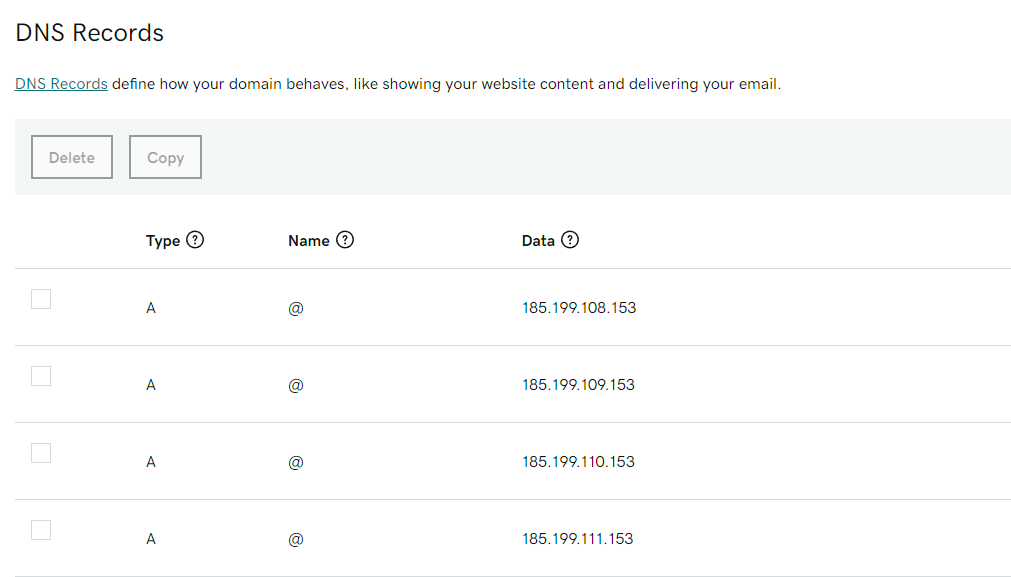 DNS Records
DNS Records define how your domain behaves, like showing your website content and delivering your email.
Delete Copy
Type ? Name ? Data ?
A @ 185.199.108.153
A @ 185.199.109.153
A @ 185.199.110.153
A @ 185.199.111.153